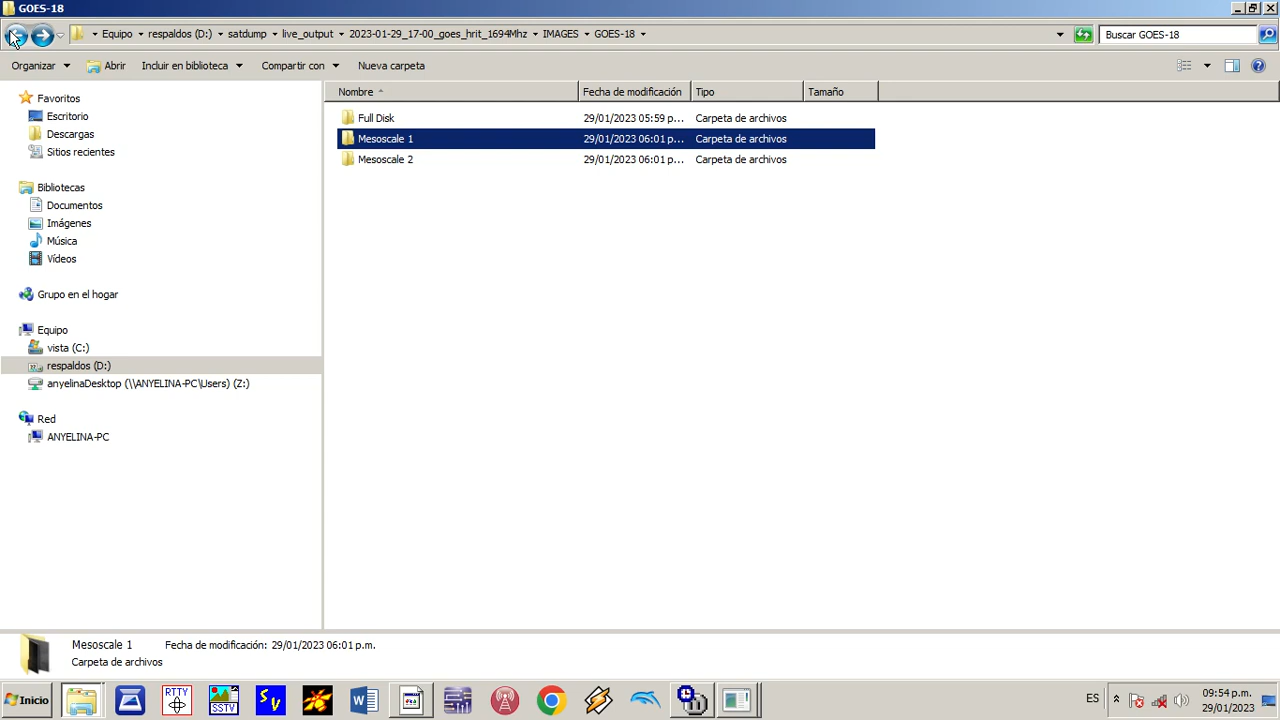 GOES-18
Equipo
respaldos (D:)
satdump
live_output
2023-01-29_17-00_goes_hrit_1694Mhz
IMAGES
GOES-18
Buscar GOES-18
Organizar
Abrir
Incluir en biblioteca
Compartir con
Nueva carpeta
Favoritos
Escritorio
Descargas
Sitios recientes
Bibliotecas
Documentos
Imágenes
Música
Vídeos
Grupo en el hogar
Equipo
vista (C:)
respaldos (D:)
anyelinaDesktop (\\ANYELINA-PC\Users) (Z:)
Red
ANYELINA-PC
Nombre Fecha de modificación Tipo Tamaño
Full Disk 29/01/2023 05:59 p... Carpeta de archivos
Mesoscale 1 29/01/2023 06:01 p... Carpeta de archivos
Mesoscale 2 29/01/2023 06:01 p... Carpeta de archivos
Mesoscale 1 Fecha de modificación: 29/01/2023 06:01 p.m.
Carpeta de archivos
Inicio
RTTY
SSTV
S V
W
ES
09:54 p.m.
29/01/2023